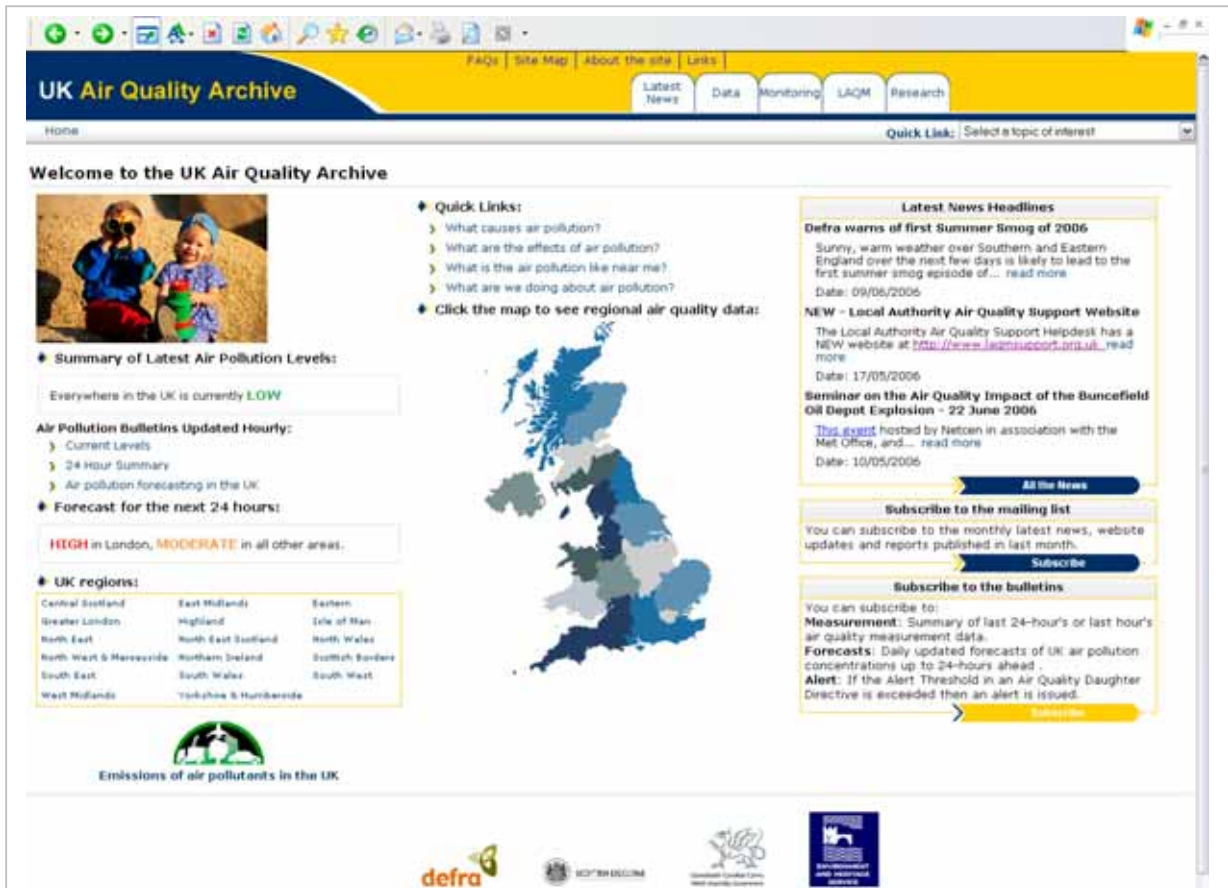 FAQs | Site Map | About the site | Links |
UK Air Quality Archive
Latest
News
Data
Monitoring
LAQM
Research
Home
Quick Link:
Select a topic of interest
Welcome to the UK Air Quality Archive
Summary of Latest Air Pollution Levels:
Everywhere in the UK is currently LOW
Air Pollution Bulletins Updated Hourly:
Current Levels
24 Hour Summary
Air pollution forecasting in the UK
Forecast for the next 24 hours:
HIGH in London, MODERATE in all other areas.
UK regions:
Central Scotland East Midlands Eastern
Greater London Highland Isle of Man
North East North East Scotland North Wales
North West & Merseyside Northern Ireland Scottish Borders
South East South Wales South West
West Midlands Yorkshire & Humberside
Emissions of air pollutants in the UK
Quick Links:
What causes air pollution?
What are the effects of air pollution?
What is the air pollution like near me?
What are we doing about air pollution?
Click the map to see regional air quality data:
Latest News Headlines
Defra warns of first Summer Smog of 2006
Sunny, warm weather over Southern and Eastern
England over the next few days is likely to lead to the
first summer smog episode of... read more
Date: 09/06/2006
NEW - Local Authority Air Quality Support Website
The Local Authority Air Quality Support Helpdesk has a
NEW website at http://www.laqmsupport.org.uk read
more
Date: 17/05/2006
Seminar on the Air Quality Impact of the Buncefield
Oil Depot Explosion - 22 June 2006
This event hosted by Netcen in association with the
Met Office, and... read more
Date: 10/05/2006
All the News
Subscribe to the mailing list
You can subscribe to the monthly latest news, website
updates and reports published in last month.
Subscribe
Subscribe to the bulletins
You can subscribe to:
Measurement: Summary of last 24-hour's or last hour's
air quality measurement data.
Forecasts: Daily updated forecasts of UK air pollution
concentrations up to 24-hours ahead .
Alert: If the Alert Threshold in an Air Quality Daughter
Directive is exceeded then an alert is issued.
Subscribe
defra
ENVIRONMENT
AND HERITAGE
SERVICE